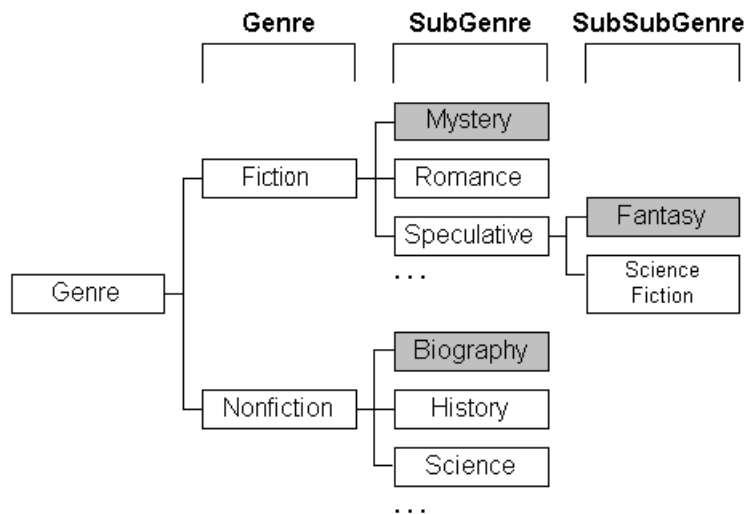 Genre
SubGenre
SubSubGenre
Mystery
Fiction
Romance
Fantasy
Speculative
Science
Fiction
. . .
Genre
Biography
Nonfiction
History
Science
. . .